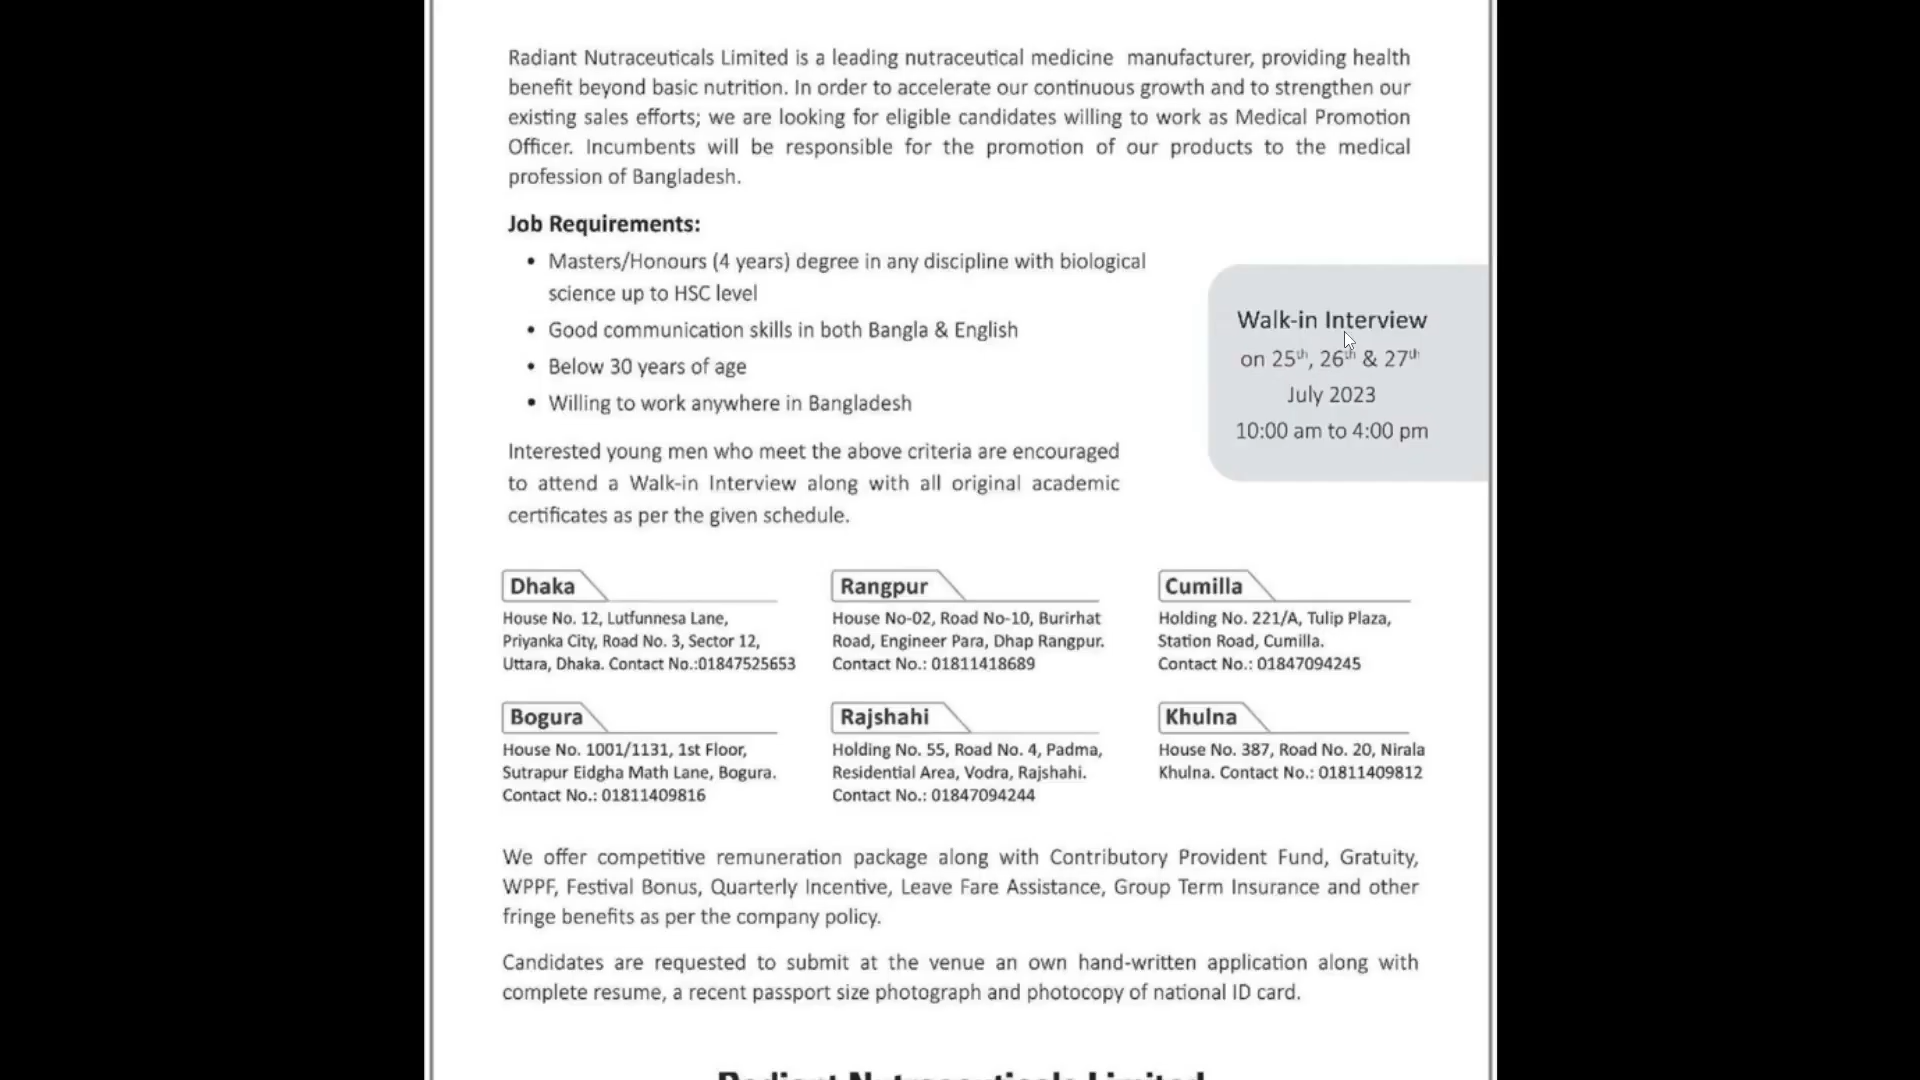 Radiant Nutraceuticals Limited is a leading nutraceutical medicine manufacturer, providing health
benefit beyond basic nutrition. In order to accelerate our continuous growth and to strengthen our
existing sales efforts; we are looking for eligible candidates willing to work as Medical Promotion
Officer. Incumbents will be responsible for the promotion of our products to the medical
profession of Bangladesh.
Job Requirements:
• Masters/Honours (4 years) degree in any discipline with biological
science up to HSC level
• Good communication skills in both Bangla & English
• Below 30 years of age
• Willing to work anywhere in Bangladesh
Interested young men who meet the above criteria are encouraged
to attend a Walk-in Interview along with all original academic
certificates as per the given schedule.
Walk-in Interview
on 25th, 26th & 27th
July 2023
10:00 am to 4:00 pm
Dhaka
House No. 12, Lutfunnesa Lane,
Priyanka City, Road No. 3, Sector 12,
Uttara, Dhaka. Contact No.:01847525653
Rangpur
House No-02, Road No-10, Burirhat
Road, Engineer Para, Dhap Rangpur.
Contact No.: 01811418689
Cumilla
Holding No. 221/A, Tulip Plaza,
Station Road, Cumilla.
Contact No.: 01847094245
Bogura
House No. 1001/1131, 1st Floor,
Sutrapur Eidgha Math Lane, Bogura.
Contact No.: 01811409816
Rajshahi
Holding No. 55, Road No. 4, Padma,
Residential Area, Vodra, Rajshahi.
Contact No.: 01847094244
Khulna
House No. 387, Road No. 20, Nirala
Khulna. Contact No.: 01811409812
We offer competitive remuneration package along with Contributory Provident Fund, Gratuity,
WPPF, Festival Bonus, Quarterly Incentive, Leave Fare Assistance, Group Term Insurance and other
fringe benefits as per the company policy.
Candidates are requested to submit at the venue an own hand-written application along with
complete resume, a recent passport size photograph and photocopy of national ID card.
Radiant Nutraceuticals Limited